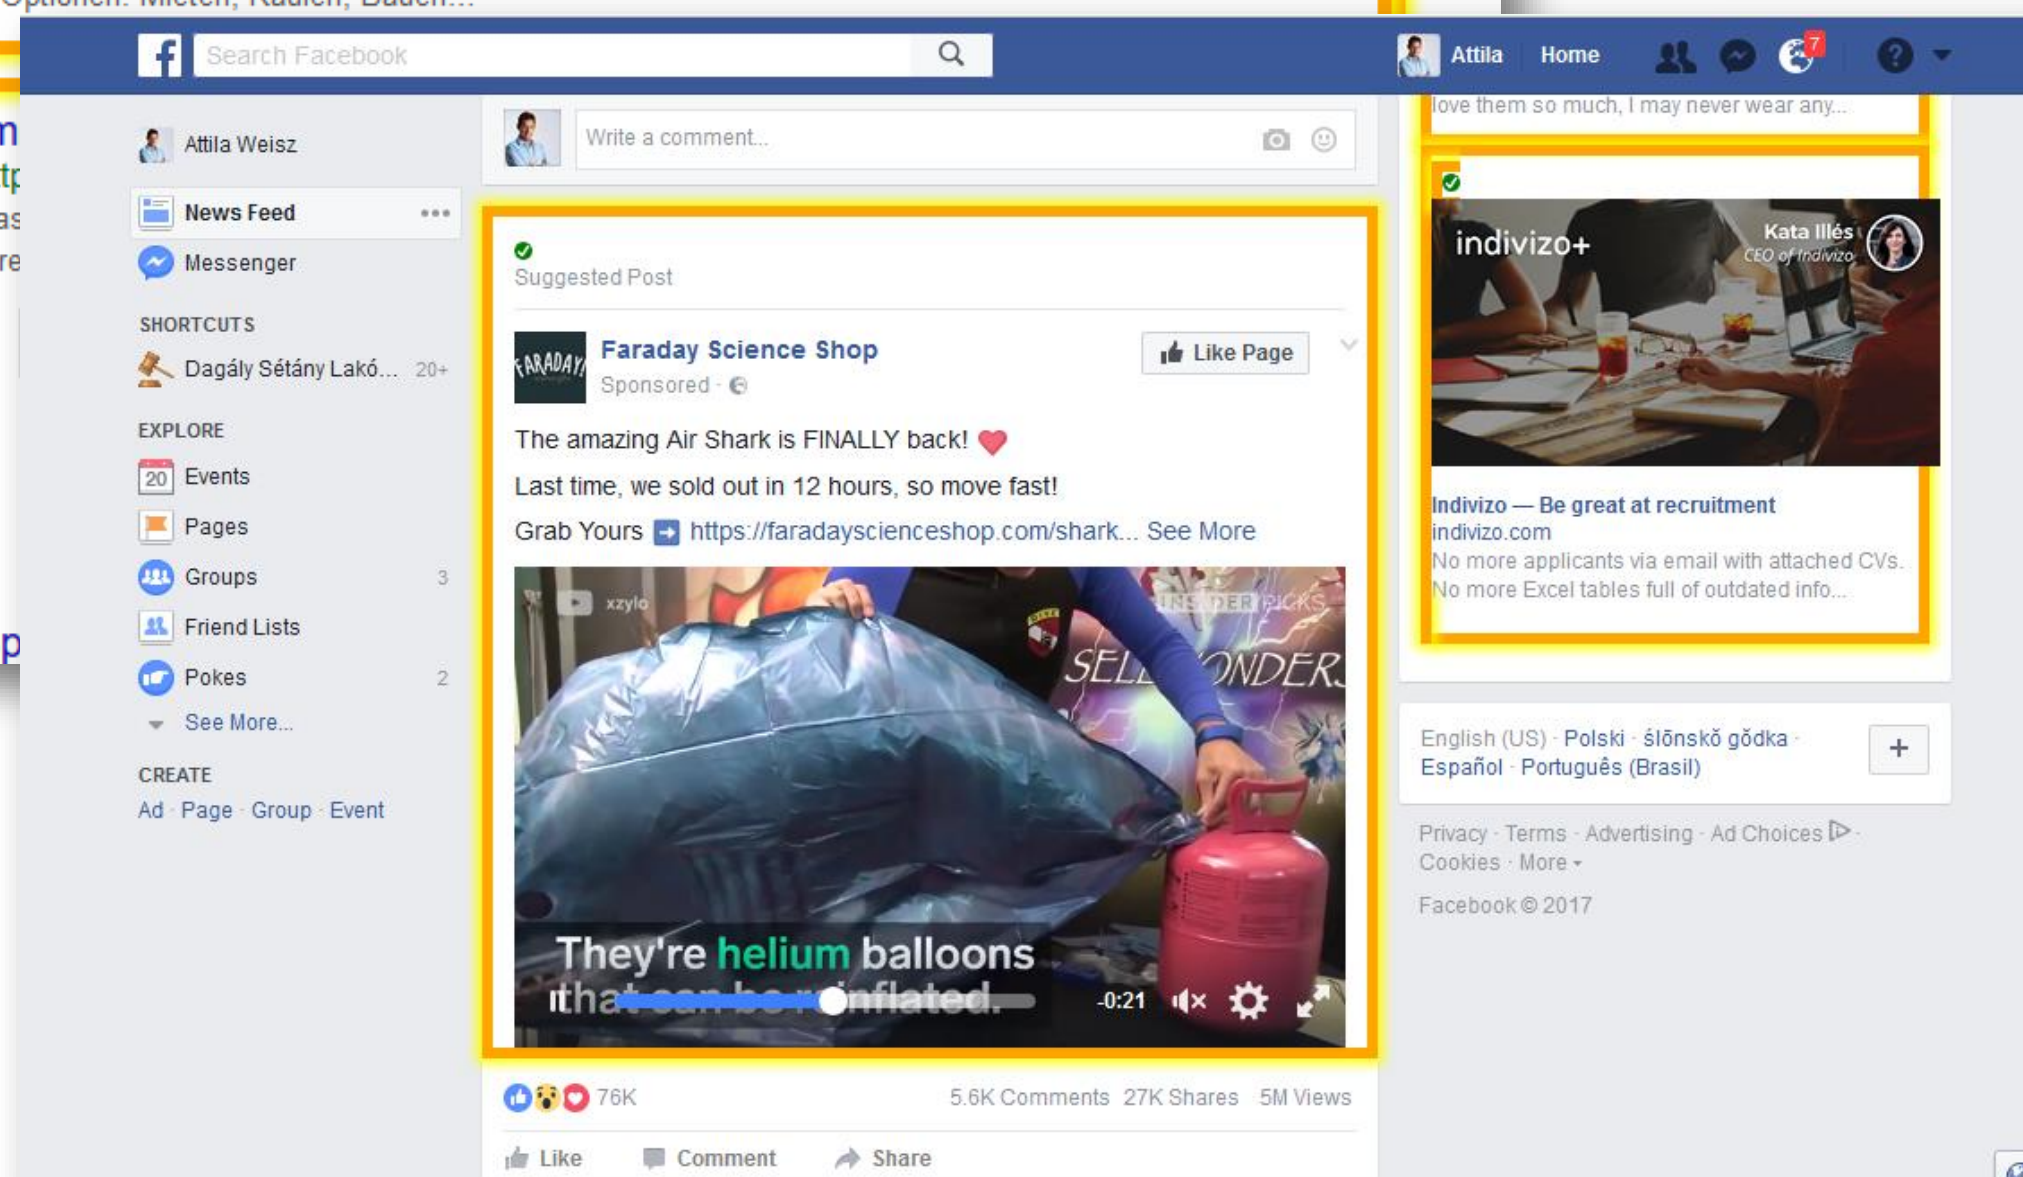 Search Facebook
Attila
Home
7
Attila Weisz
News Feed
Messenger
SHORTCUTS
Dagály Sétány Lakó... 20+
EXPLORE
20 Events
Pages
Groups 3
Friend Lists
Pokes 2
See More...
CREATE
Ad · Page · Group · Event
Write a comment...
Suggested Post
FARADAY!
Faraday Science Shop
Sponsored ·
Like Page
The amazing Air Shark is FINALLY back!
Last time, we sold out in 12 hours, so move fast!
Grab Yours https://faradayscienceshop.com/shark... See More
xzylo
INSIDER PICKS
DIVE
They're helium balloons
that can be reinflated.
-0:21
76K
5.6K Comments 27K Shares 5M Views
Like
Comment
Share
love them so much, I may never wear any...
indivizo+
Kata Illés
CEO of Indivizo
Indivizo — Be great at recruitment
indivizo.com
No more applicants via email with attached CVs.
No more Excel tables full of outdated info...
English (US) · Polski · ślōnskŏ gŏdka ·
Español · Português (Brasil)
Privacy · Terms · Advertising · Ad Choices ·
Cookies · More
Facebook © 2017